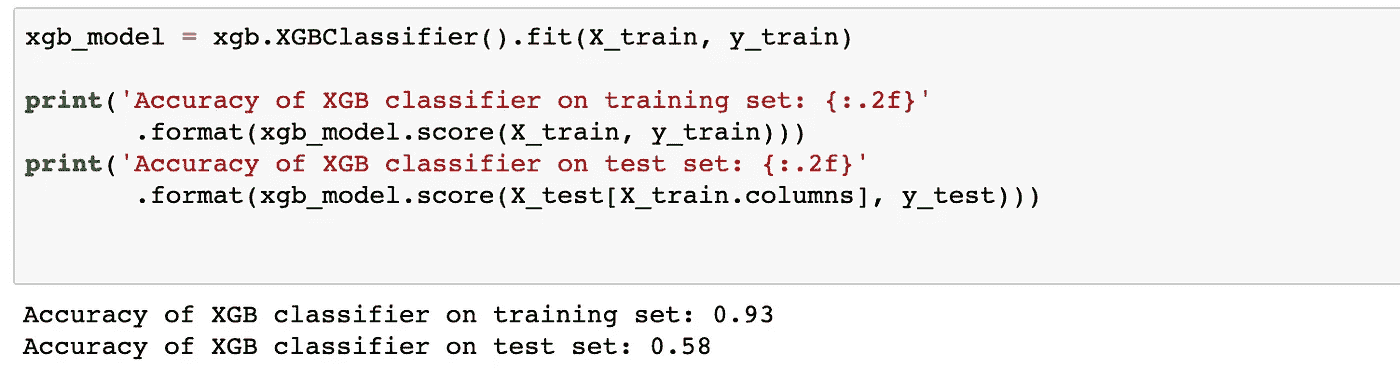 xgb_model = xgb.XGBClassifier().fit(X_train, y_train)
print('Accuracy of XGB classifier on training set: {:.2f}'
.format(xgb_model.score(X_train, y_train)))
print('Accuracy of XGB classifier on test set: {:.2f}'
.format(xgb_model.score(X_test[X_train.columns], y_test)))
Accuracy of XGB classifier on training set: 0.93
Accuracy of XGB classifier on test set: 0.58